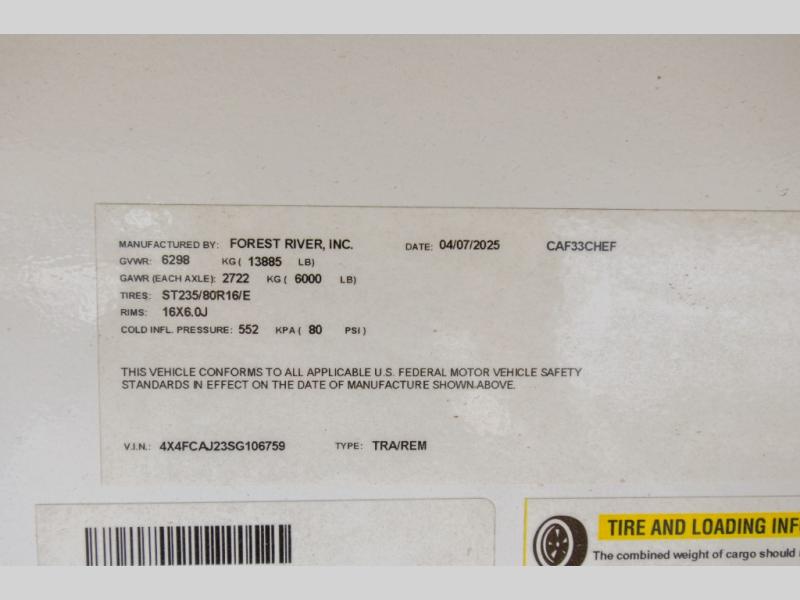 MANUFACTURED BY: FOREST RIVER, INC. DATE: 04/07/2025 CAF33CHEF
GVWR: 6298 KG ( 13885 LB)
GAWR (EACH AXLE): 2722 KG ( 6000 LB)
TIRES: ST235/80R16/E
RIMS: 16X6.0J
COLD INFL. PRESSURE: 552 KPA ( 80 PSI )
THIS VEHICLE CONFORMS TO ALL APPLICABLE U.S. FEDERAL MOTOR VEHICLE SAFETY
STANDARDS IN EFFECT ON THE DATE OF MANUFACTURE SHOWN ABOVE.
V.I.N.: 4X4FCAJ23SG106759 TYPE: TRA/REM
TIRE AND LOADING INF
The combined weight of cargo should